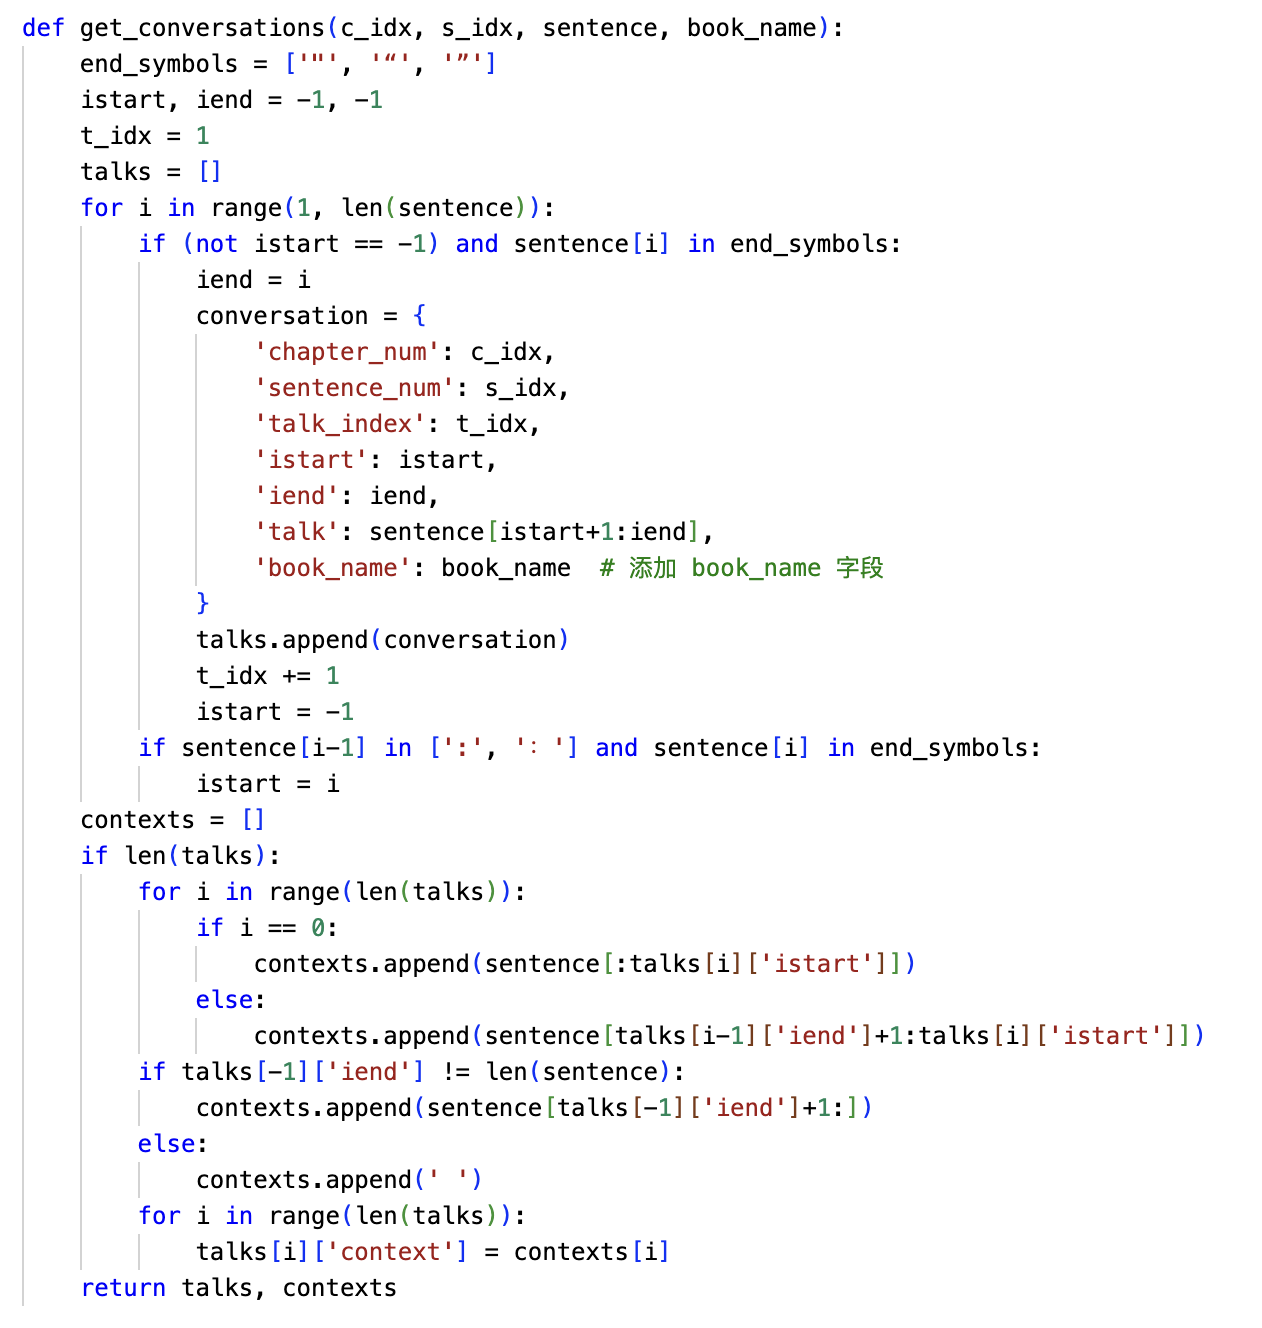 def get_conversations(c_idx, s_idx, sentence, book_name):
    end_symbols = ['"', '“', '”']
    istart, iend = -1, -1
    t_idx = 1
    talks = []
    for i in range(1, len(sentence)):
        if (not istart == -1) and sentence[i] in end_symbols:
            iend = i
            conversation = {
                'chapter_num': c_idx,
                'sentence_num': s_idx,
                'talk_index': t_idx,
                'istart': istart,
                'iend': iend,
                'talk': sentence[istart+1:iend],
                'book_name': book_name  # 添加 book_name 字段
            }
            talks.append(conversation)
            t_idx += 1
            istart = -1
        if sentence[i-1] in [':', '：'] and sentence[i] in end_symbols:
            istart = i
    contexts = []
    if len(talks):
        for i in range(len(talks)):
            if i == 0:
                contexts.append(sentence[:talks[i]['istart']])
            else:
                contexts.append(sentence[talks[i-1]['iend']+1:talks[i]['istart']])
        if talks[-1]['iend'] != len(sentence):
            contexts.append(sentence[talks[-1]['iend']+1:])
        else:
            contexts.append(' ')
        for i in range(len(talks)):
            talks[i]['context'] = contexts[i]
    return talks, contexts